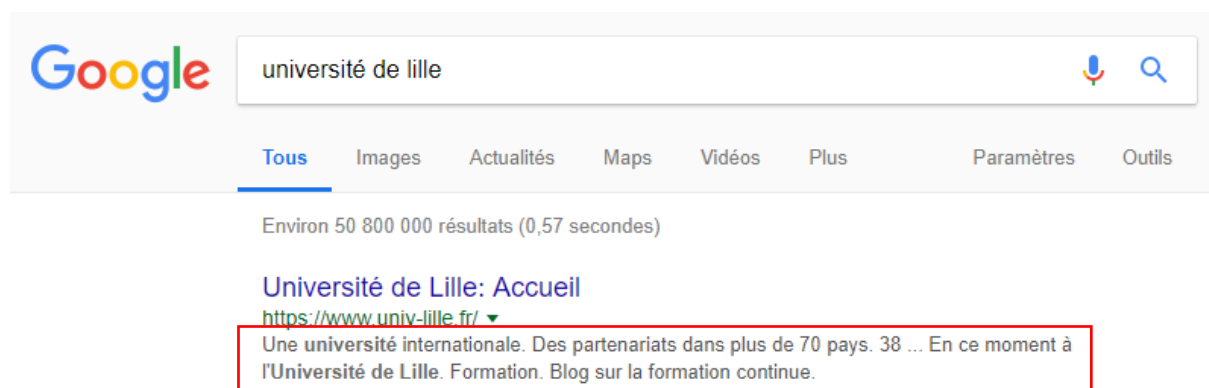 Google université de lille
Tous Images Actualités Maps Vidéos Plus Paramètres Outils
Environ 50 800 000 résultats (0,57 secondes)
Université de Lille: Accueil
https://www.univ-lille.fr/
Une université internationale. Des partenariats dans plus de 70 pays. 38 ... En ce moment à
l'Université de Lille. Formation. Blog sur la formation continue.